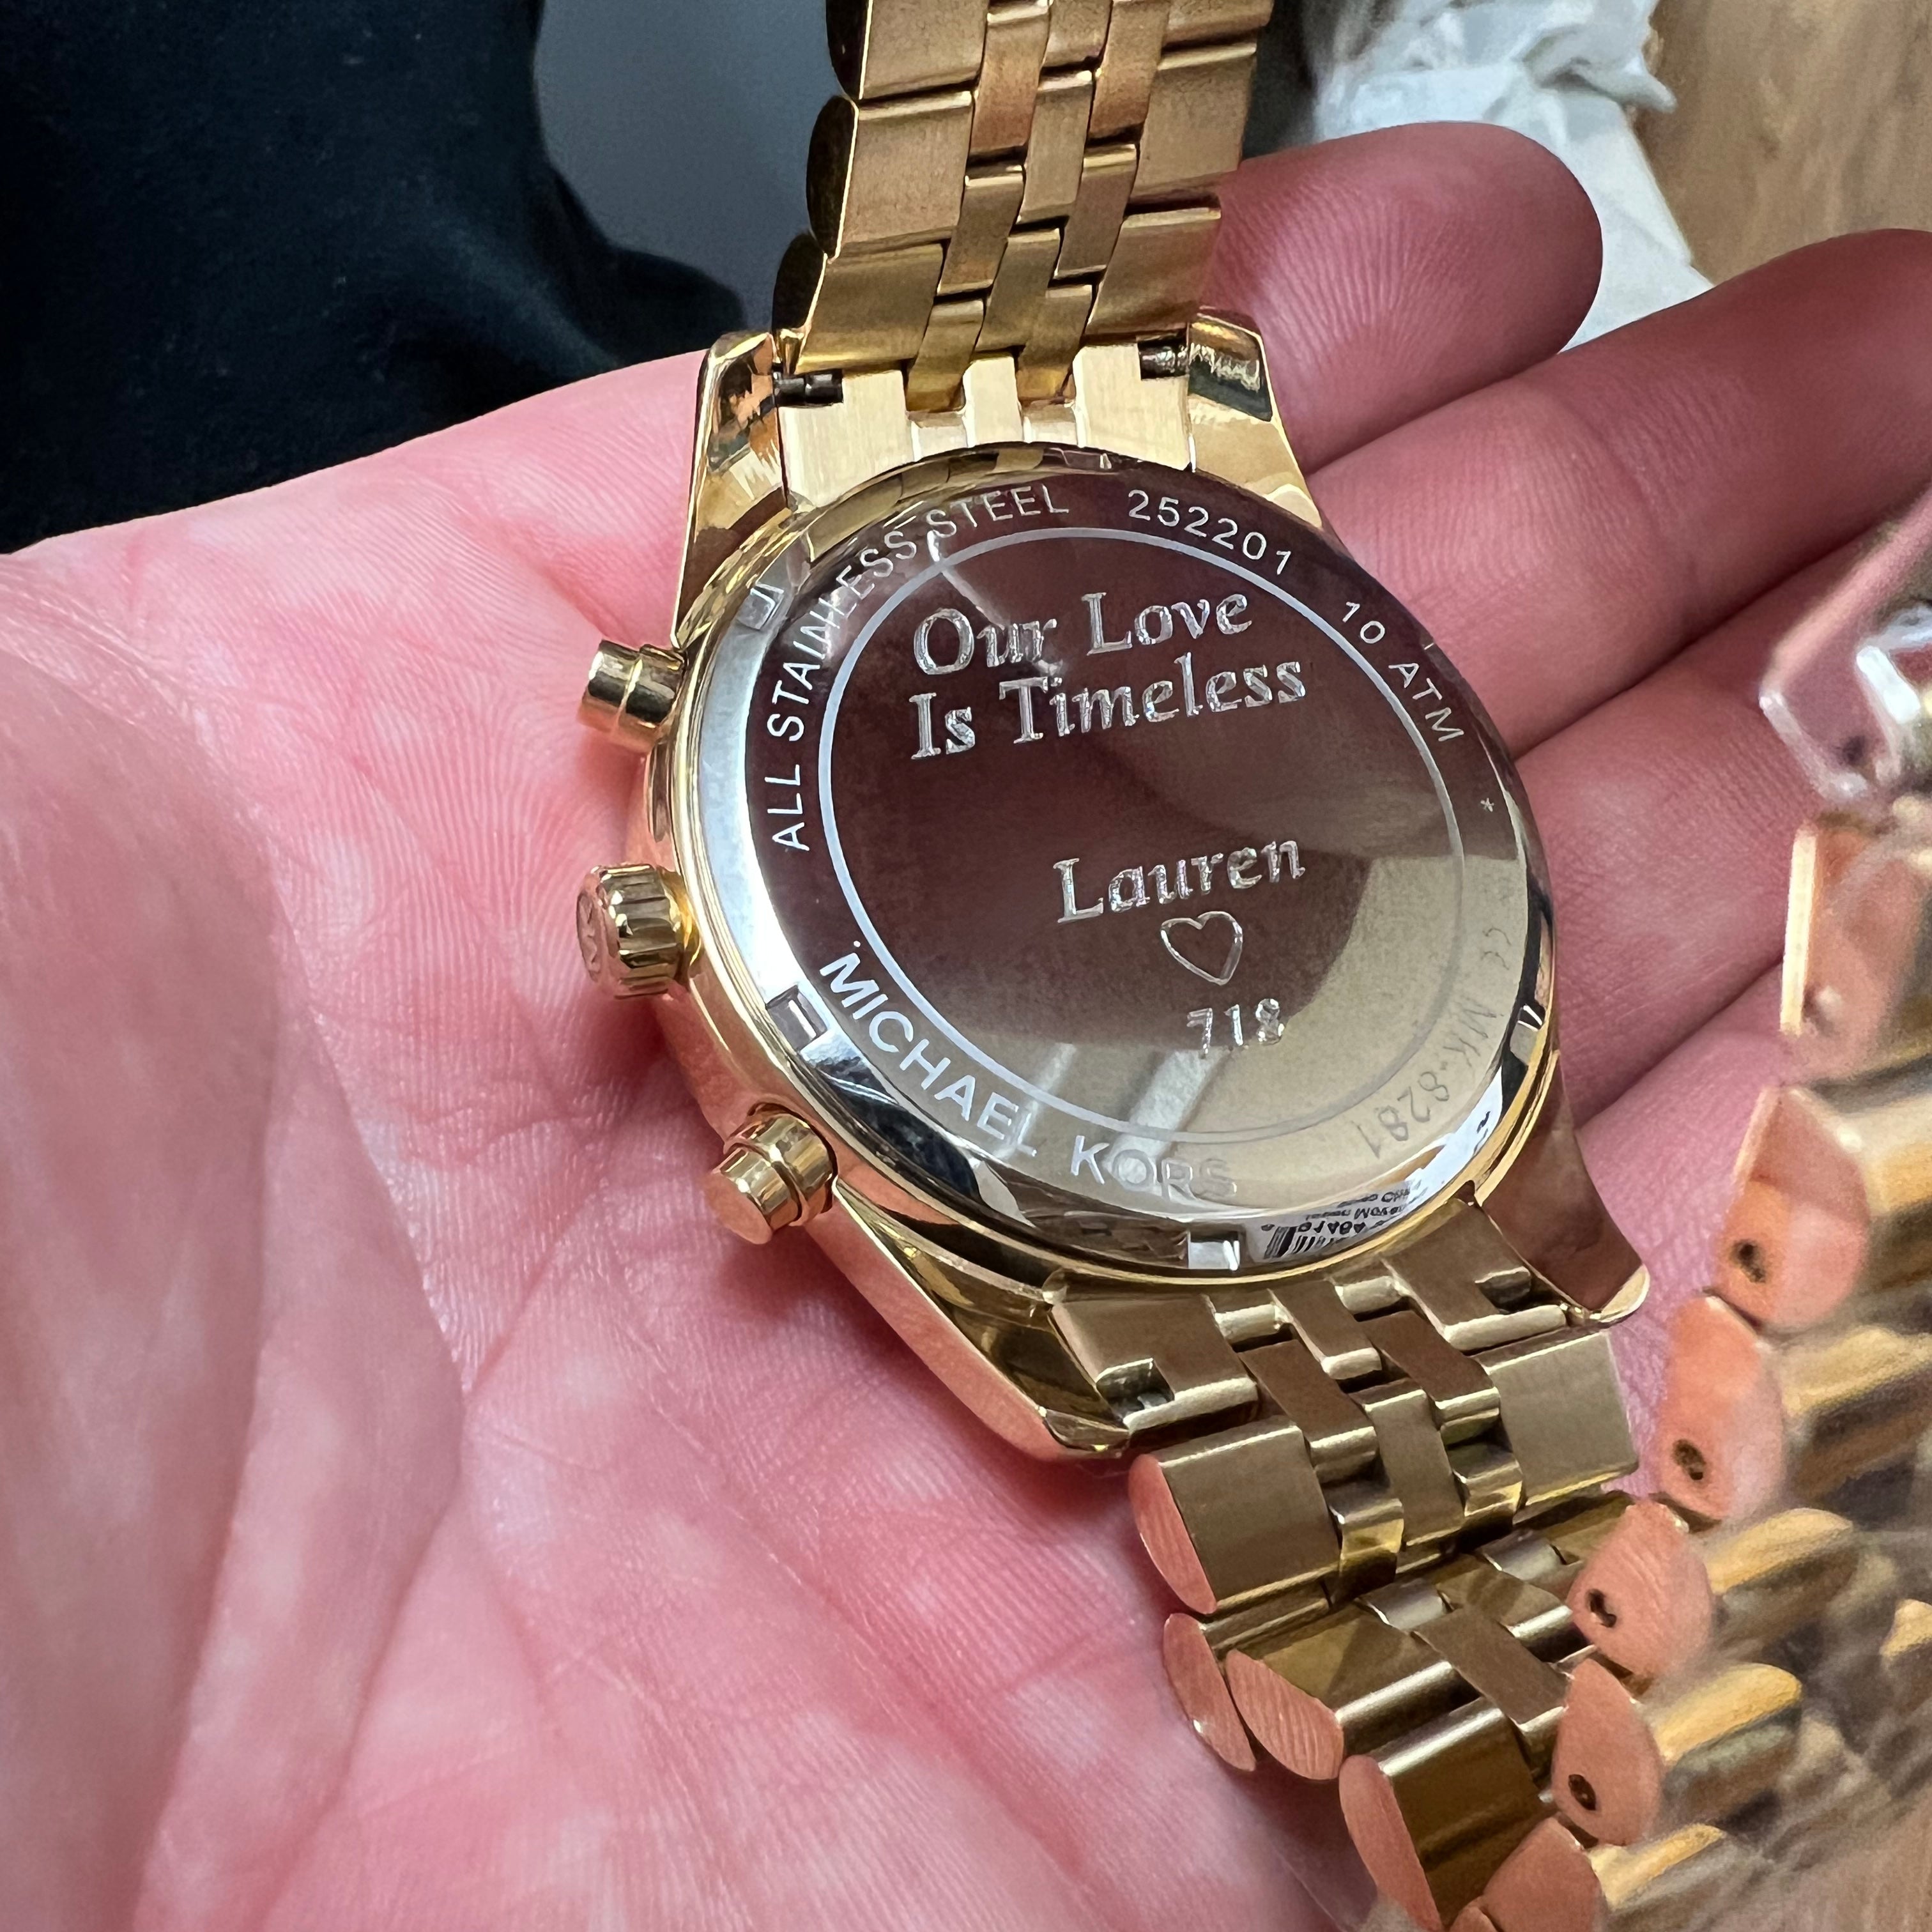 ALL STAINLESS STEEL 252201 10 ATM *
Our Love
Is Timeless
Lauren
718
MICHAEL KORS
MK-8281